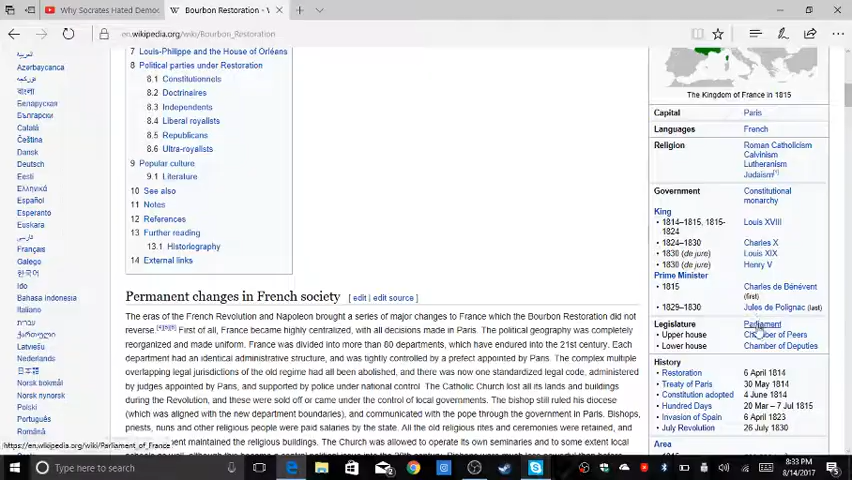 Why Socrates Hated Demo
Bourbon Restoration - V
en.wikipedia.org/wiki/Bourbon_Restoration
العربية
Azərbaycanca
تورکجه
বাংলা
Беларуская
Български
Català
Čeština
Dansk
Deutsch
Eesti
Ελληνικά
Español
Esperanto
Euskara
فارسی
Français
Galego
한국어
Ido
Bahasa Indonesia
Italiano
עברית
ქართული
Latviešu
Nederlands
日本語
Norsk bokmål
Norsk nynorsk
Polski
Português
Română
7 Louis-Philippe and the House of Orléans
8 Political parties under Restoration
8.1 Constitutionnels
8.2 Doctrinaires
8.3 Independents
8.4 Liberal royalists
8.5 Republicans
8.6 Ultra-royalists
9 Popular culture
9.1 Literature
10 See also
11 Notes
12 References
13 Further reading
13.1 Historiography
14 External links
Permanent changes in French society [ edit | edit source ]
The eras of the French Revolution and Napoleon brought a series of major changes to France which the Bourbon Restoration did not
reverse. First of all, France became highly centralized, with all decisions made in Paris. The political geography was completely
reorganized and made uniform. France was divided into more than 80 departments, which have endured into the 21st century. Each
department had an identical administrative structure, and was tightly controlled by a prefect appointed by Paris. The complex multiple
overlapping legal jurisdictions of the old regime had all been abolished, and there was now one standardized legal code, administered
by judges appointed by Paris, and supported by police under national control. The Catholic Church lost all its lands and buildings
during the Revolution, and these were sold off or came under the control of local governments. The bishop still ruled his diocese
(which was aligned with the new department boundaries), and communicated with the pope through the government in Paris. Bishops,
priests, nuns and other religious people were paid salaries by the state. All the old religious rites and ceremonies were retained, and
ent maintained the religious buildings. The Church was allowed to operate its own seminaries and to some extent local
The Kingdom of France in 1815
Capital Paris
Languages French
Religion Roman Catholicism
Calvinism
Lutheranism
Judaism[1]
Government Constitutional
monarchy
King
• 1814–1815, 1815-1824 Louis XVIII
• 1824–1830 Charles X
• 1830 (de jure) Louis XIX
• 1830 (de jure) Henry V
Prime Minister
• 1815 Charles de Bénévent
(first)
• 1829-1830 Jules de Polignac (last)
Legislature Parliament
• Upper house Chamber of Peers
• Lower house Chamber of Deputies
History
• Restoration 6 April 1814
• Treaty of Paris 30 May 1814
• Constitution adopted 4 June 1814
• Hundred Days 20 Mar – 7 Jul 1815
• Invasion of Spain 6 April 1823
• July Revolution 26 July 1830
Area
https://en.wikipedia.org/wiki/Parliament_of_France
Type here to search
8:33 PM
8/14/2017